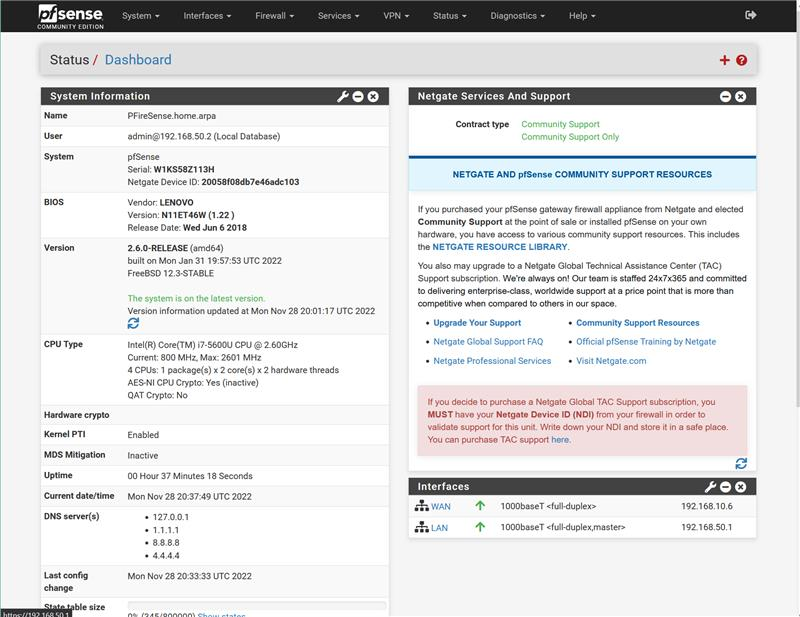 pfsense
COMMUNITY EDITION
System Interfaces Firewall Services VPN Status Diagnostics Help
Status / Dashboard
System Information
Name PFireSense.home.arpa
User admin@192.168.50.2 (Local Database)
System pfSense
Serial: W1KS58Z113H
Netgate Device ID: 20058f08db7e46adc103
BIOS Vendor: LENOVO
Version: N11ET46W (1.22 )
Release Date: Wed Jun 6 2018
Version 2.6.0-RELEASE (amd64)
built on Mon Jan 31 19:57:53 UTC 2022
FreeBSD 12.3-STABLE
The system is on the latest version.
Version information updated at Mon Nov 28 20:01:17 UTC 2022
CPU Type Intel(R) Core(TM) i7-5600U CPU @ 2.60GHz
Current: 800 MHz, Max: 2601 MHz
4 CPUs: 1 package(s) x 2 core(s) x 2 hardware threads
AES-NI CPU Crypto: Yes (inactive)
QAT Crypto: No
Hardware crypto
Kernel PTI Enabled
MDS Mitigation Inactive
Uptime 00 Hour 37 Minutes 18 Seconds
Current date/time Mon Nov 28 20:37:49 UTC 2022
DNS server(s) • 127.0.0.1
• 1.1.1.1
• 8.8.8.8
• 4.4.4.4
Last config change Mon Nov 28 20:33:33 UTC 2022
State table size
0% (345/800000) Show states
https://192.168.50.1
Netgate Services And Support
Contract type Community Support
Community Support Only
NETGATE AND pfSense COMMUNITY SUPPORT RESOURCES
If you purchased your pfSense gateway firewall appliance from Netgate and elected
Community Support at the point of sale or installed pfSense on your own
hardware, you have access to various community support resources. This includes
the NETGATE RESOURCE LIBRARY.
You also may upgrade to a Netgate Global Technical Assistance Center (TAC)
Support subscription. We're always on! Our team is staffed 24x7x365 and committed
to delivering enterprise-class, worldwide support at a price point that is more than
competitive when compared to others in our space.
• Upgrade Your Support • Community Support Resources
• Netgate Global Support FAQ • Official pfSense Training by Netgate
• Netgate Professional Services • Visit Netgate.com
If you decide to purchase a Netgate Global TAC Support subscription, you
MUST have your Netgate Device ID (NDI) from your firewall in order to
validate support for this unit. Write down your NDI and store it in a safe place.
You can purchase TAC support here.
Interfaces
WAN 1000baseT <full-duplex> 192.168.10.6
LAN 1000baseT <full-duplex,master> 192.168.50.1